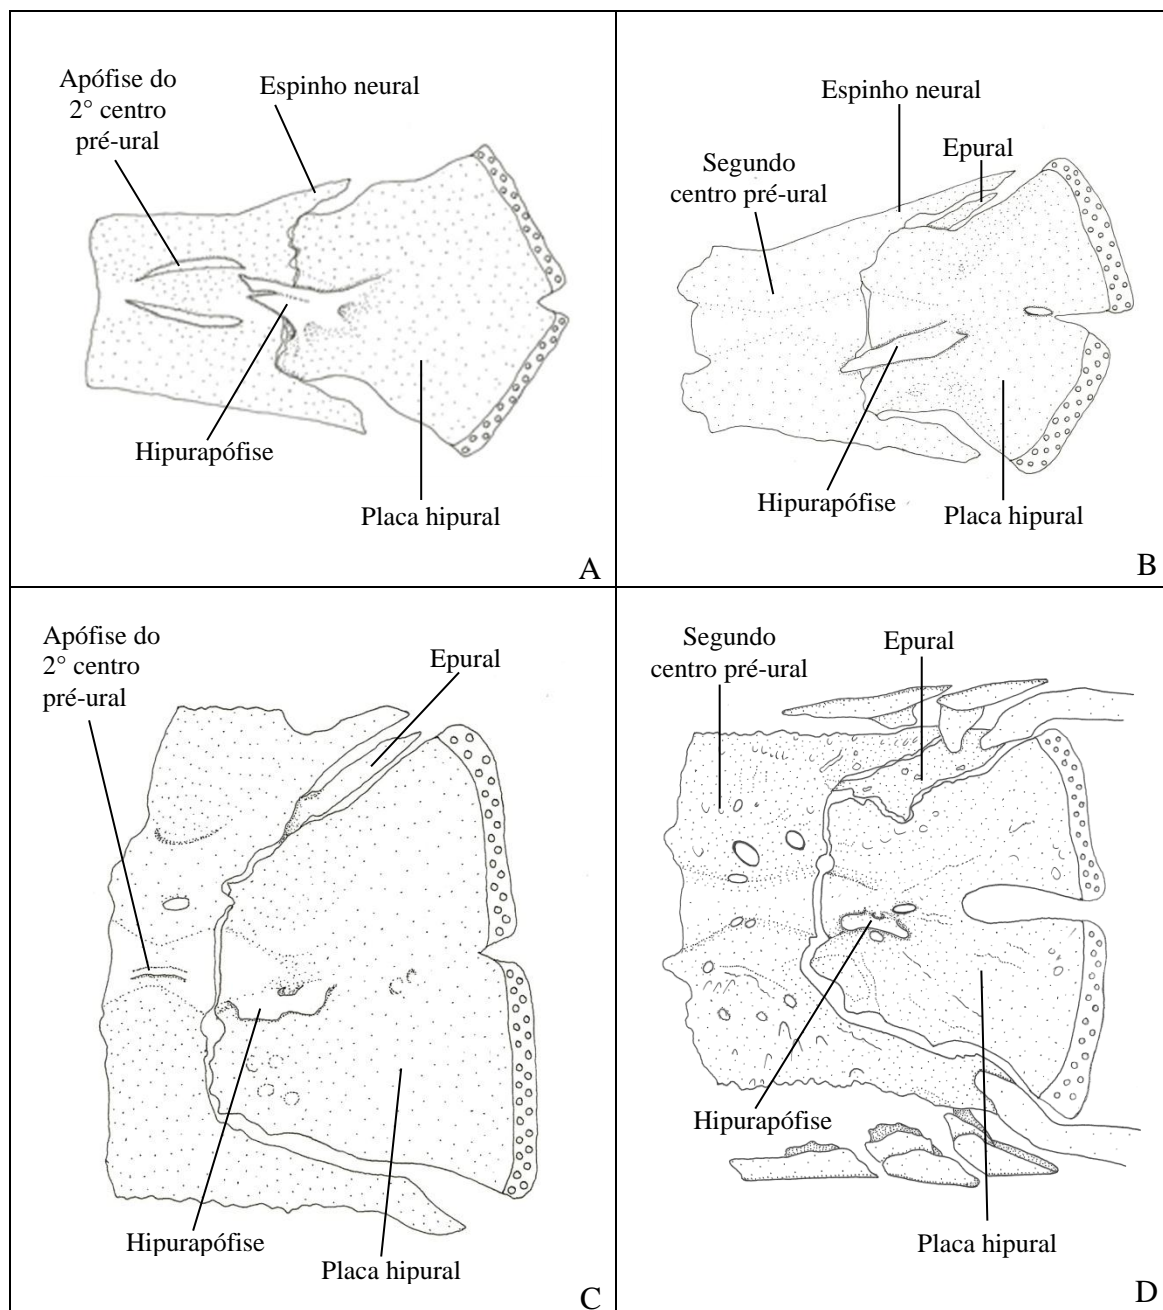 Apófise do
2° centro
pré-ural
Espinho neural
Hipurapófise
Placa hipural
A
Espinho neural
Epural
Segundo
centro pré-ural
Hipurapófise
Placa hipural
B
Apófise do
2° centro
pré-ural
Epural
Hipurapófise
Placa hipural
C
Segundo
centro pré-ural
Epural
Hipurapófise
Placa hipural
D